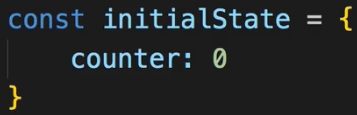 const initialState = {
    counter: 0
}